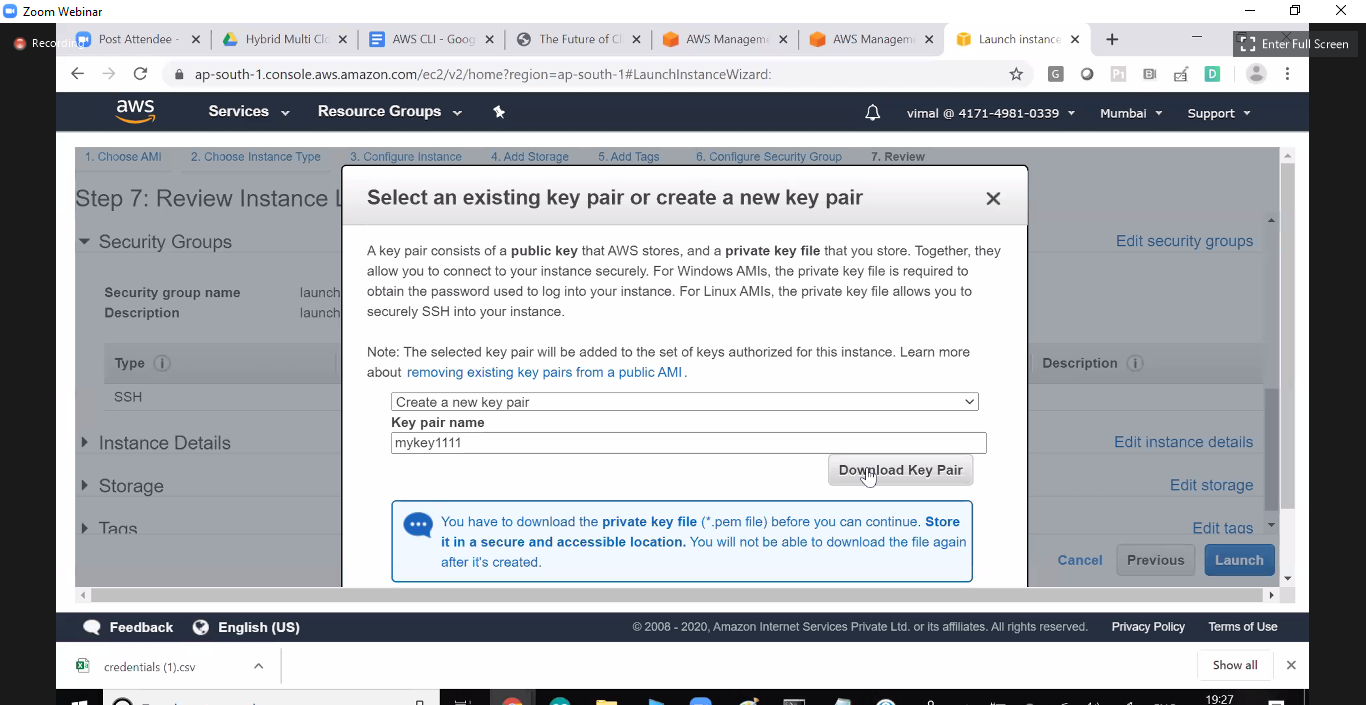 Zoom Webinar
Recording
Post Attendee -
Hybrid Multi Cl
AWS CLI - Goog
The Future of Cl
AWS Managem
AWS Managem
Launch instance
Enter Full Screen
ap-south-1.console.aws.amazon.com/ec2/v2/home?region=ap-south-1#LaunchInstanceWizard:
aws
Services
Resource Groups
vimal @ 4171-4981-0339
Mumbai
Support
1. Choose AMI
2. Choose Instance Type
3. Configure Instance
4. Add Storage
5. Add Tags
6. Configure Security Group
7. Review
Step 7: Review Instance L
Select an existing key pair or create a new key pair
A key pair consists of a public key that AWS stores, and a private key file that you store. Together, they
allow you to connect to your instance securely. For Windows AMIs, the private key file is required to
obtain the password used to log into your instance. For Linux AMIs, the private key file allows you to
securely SSH into your instance.
Note: The selected key pair will be added to the set of keys authorized for this instance. Learn more
about removing existing key pairs from a public AMI .
Create a new key pair
Key pair name
mykey1111
Download Key Pair
You have to download the private key file (*.pem file) before you can continue. Store
it in a secure and accessible location. You will not be able to download the file again
after it's created.
Security Groups
Edit security groups
Security group name
launch
Description
launch
Type
Description
SSH
Instance Details
Edit instance details
Storage
Edit storage
Tags
Edit tags
Cancel
Previous
Launch
Feedback
English (US)
© 2008 - 2020, Amazon Internet Services Private Ltd. or its affiliates. All rights reserved.
Privacy Policy
Terms of Use
credentials (1).csv
Show all
19:27